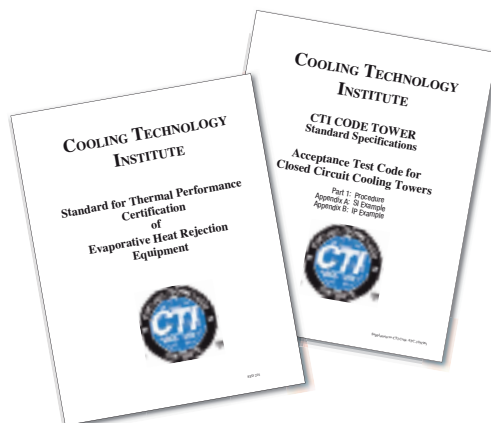 COOLING TECHNOLOGY
INSTITUTE
Standard for Thermal Performance
Certification
of
Evaporative Heat Rejection
Equipment
CTI
COOLING TECHNOLOGY
INSTITUTE
CTI CODE TOWER
Standard Specifications
Acceptance Test Code for
Closed Circuit Cooling Towers
Part 1: Procedure
Appendix A: SI Example
Appendix B: IP Example
CTI